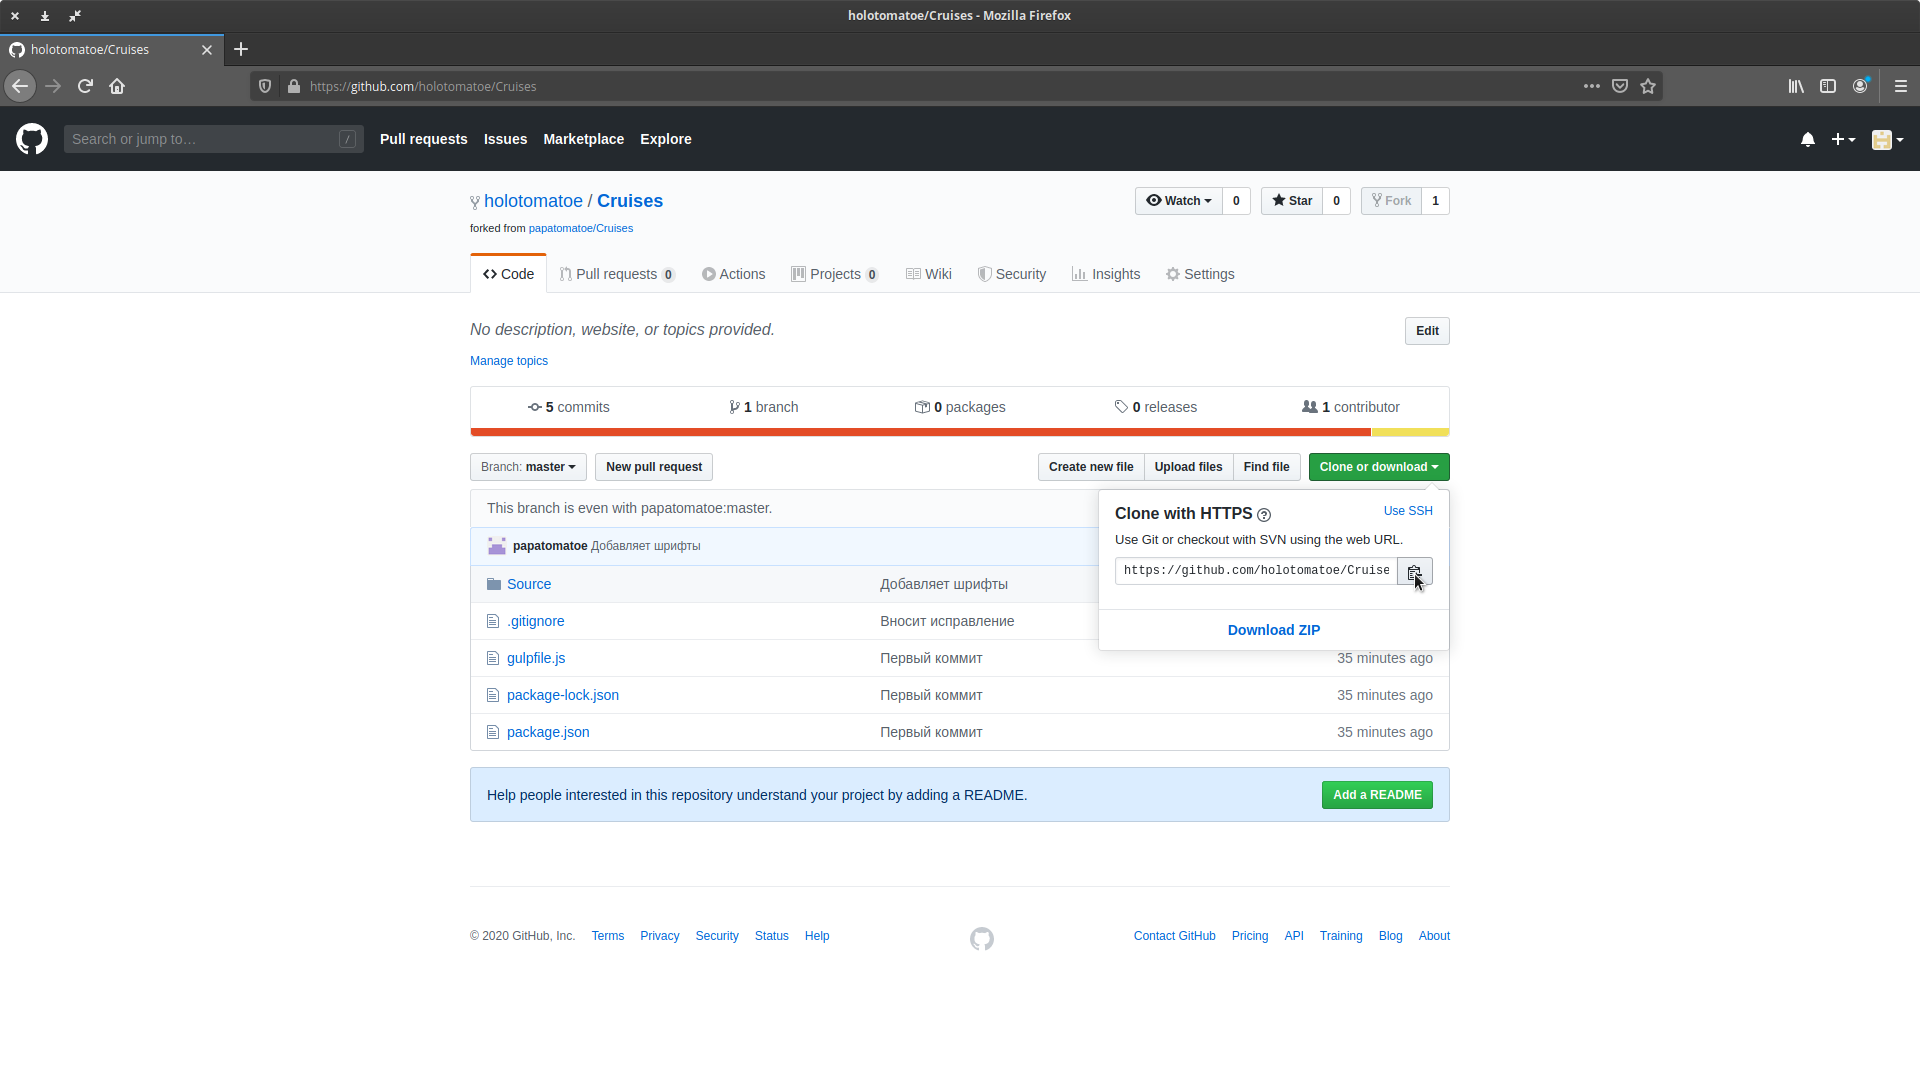 holotomatoe/Cruises - Mozilla Firefox
holotomatoe/Cruises
https://github.com/holotomatoe/Cruises
Search or jump to… / Pull requests Issues Marketplace Explore
holotomatoe / Cruises
Watch 0 Star 0 Fork 1
forked from papatomatoe/Cruises
Code Pull requests 0 Actions Projects 0 Wiki Security Insights Settings
No description, website, or topics provided. Edit
Manage topics
5 commits 1 branch 0 packages 0 releases 1 contributor
Branch: master New pull request Create new file Upload files Find file Clone or download
This branch is even with papatomatoe:master.
Clone with HTTPS ? Use SSH
Use Git or checkout with SVN using the web URL.
https://github.com/holotomatoe/Cruise
Download ZIP
papatomatoe Добавляет шрифты
Source Добавляет шрифты
.gitignore Вносит исправление
gulpfile.js Первый коммит 35 minutes ago
package-lock.json Первый коммит 35 minutes ago
package.json Первый коммит 35 minutes ago
Help people interested in this repository understand your project by adding a README. Add a README
© 2020 GitHub, Inc. Terms Privacy Security Status Help Contact GitHub Pricing API Training Blog About